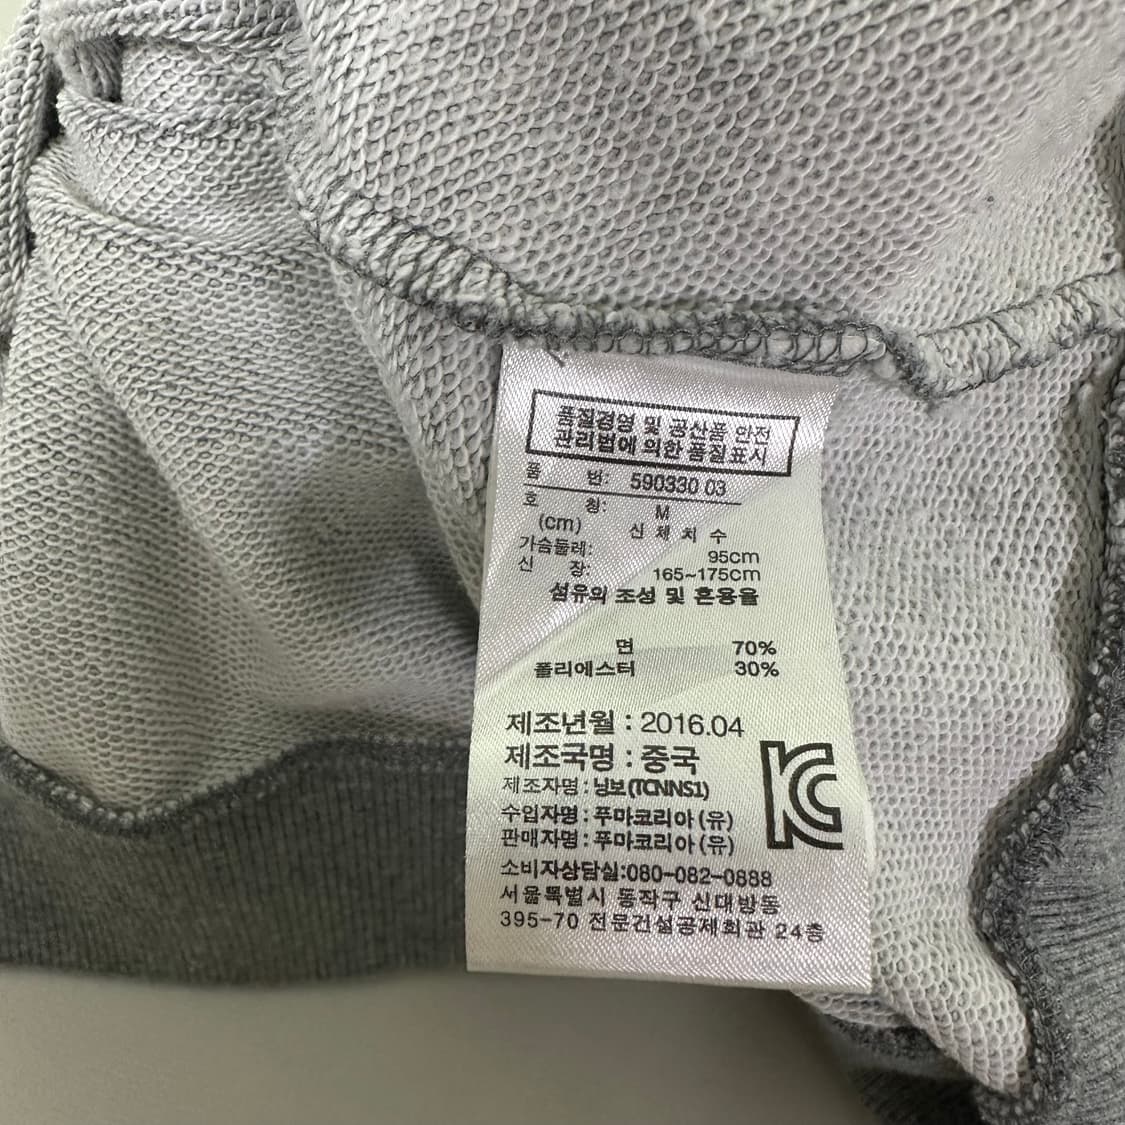 품질경영 및 공산품 안전
관리법에 의한 품질표시
품 번: 590330 03
호 칭: M
(cm) 신 체 치 수
가슴둘레: 95cm
신 장: 165~175cm
섬유의 조성 및 혼용율
면 70%
폴리에스터 30%
제조년월 : 2016.04
제조국명 : 중국
제조자명 : 닝보(TCNNS1)
수입자명 : 푸마코리아 (유)
판매자명 : 푸마코리아 (유)
소비자상담실:080-082-0888
서울특별시 동작구 신대방동
395-70 전문건설공제회관 24층
KC